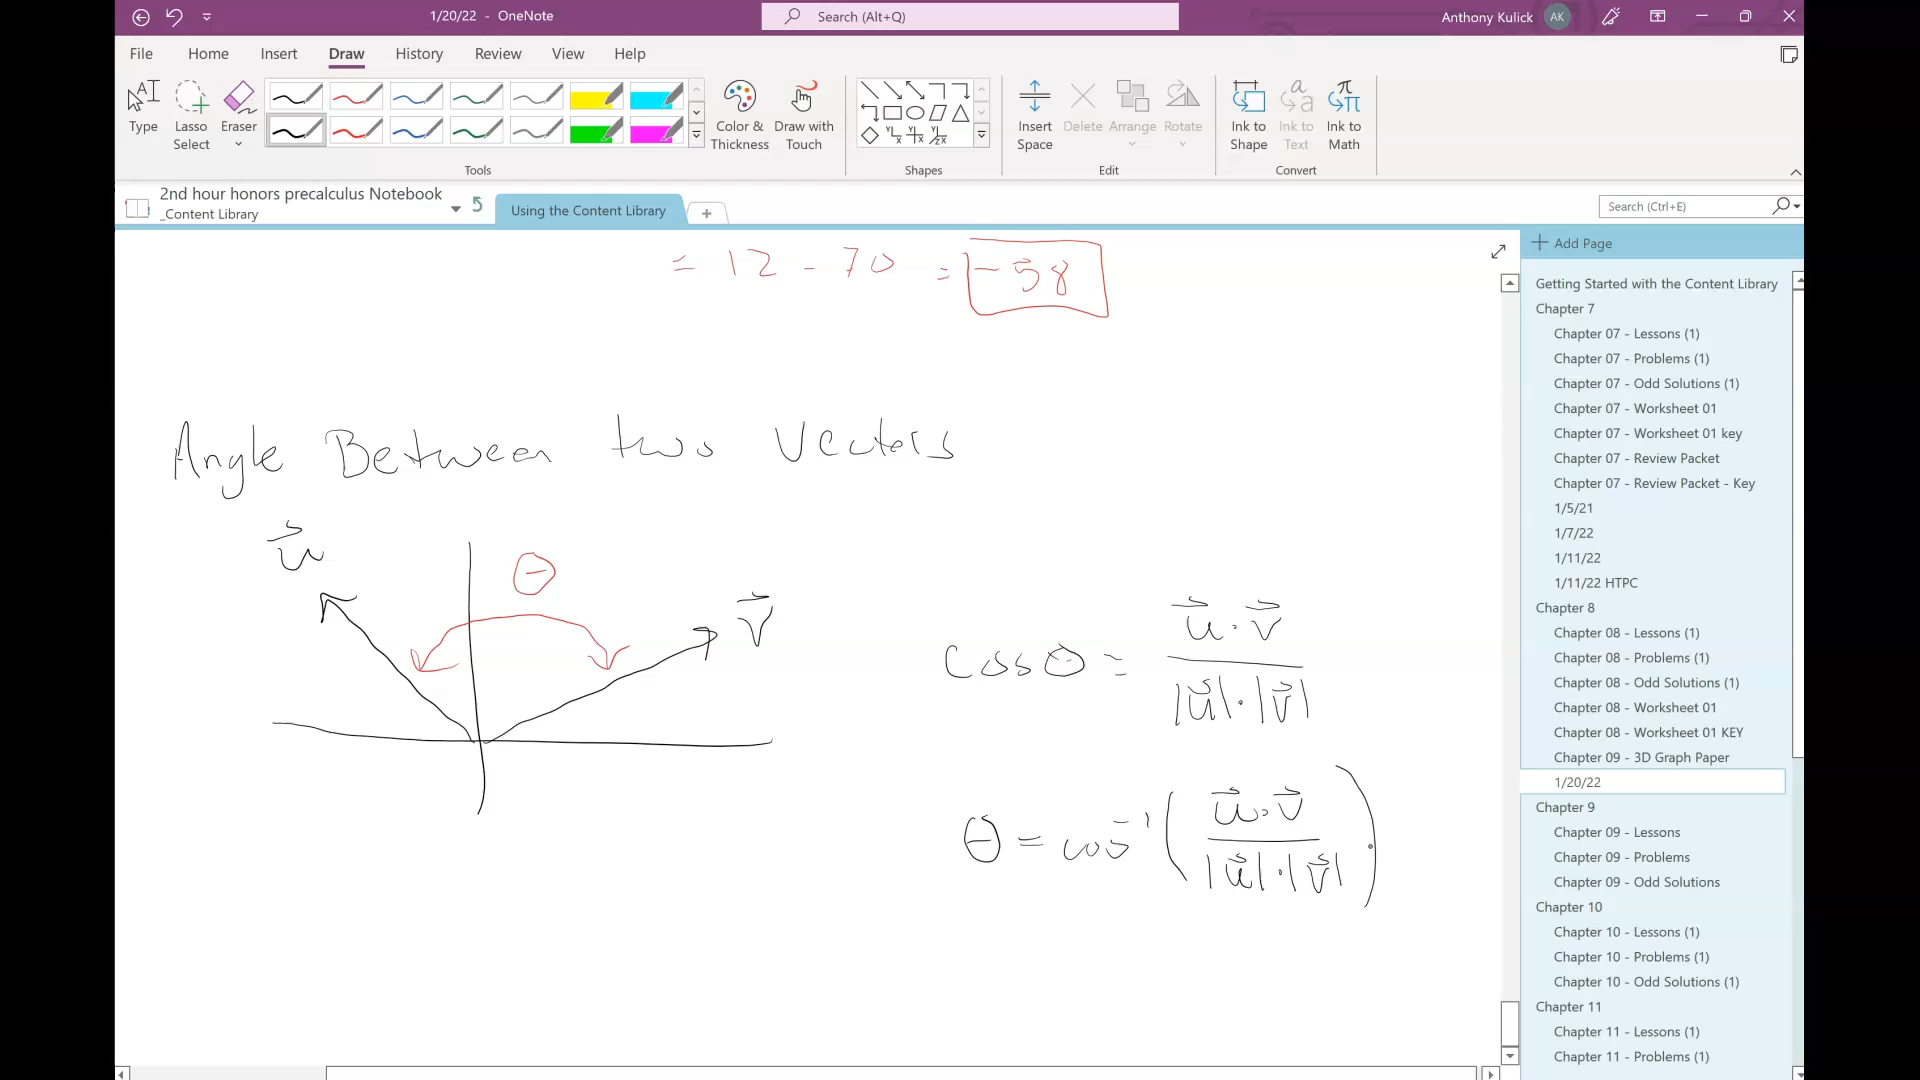 1/20/22 - OneNote
Search (Alt+Q)
Anthony Kulick AK
File Home Insert Draw History Review View Help
Type
Lasso Select
Eraser
Color & Thickness
Draw with Touch
Insert Space
Delete
Arrange
Rotate
Ink to Shape
Ink to Text
Ink to Math
Tools
Shapes
Edit
Convert
2nd hour honors precalculus Notebook
_Content Library
Using the Content Library
Search (Ctrl+E)
Add Page
= 12 - 70 = -58
Angle Between two Vectors
u⃗
θ
v⃗
cos θ = (u⃗ · v⃗) / (|u⃗| · |v⃗|)
θ = cos⁻¹ ( (u⃗ · v⃗) / (|u⃗| · |v⃗|) )
Getting Started with the Content Library
Chapter 7
Chapter 07 - Lessons (1)
Chapter 07 - Problems (1)
Chapter 07 - Odd Solutions (1)
Chapter 07 - Worksheet 01
Chapter 07 - Worksheet 01 key
Chapter 07 - Review Packet
Chapter 07 - Review Packet - Key
1/5/21
1/7/22
1/11/22
1/11/22 HTPC
Chapter 8
Chapter 08 - Lessons (1)
Chapter 08 - Problems (1)
Chapter 08 - Odd Solutions (1)
Chapter 08 - Worksheet 01
Chapter 08 - Worksheet 01 KEY
Chapter 09 - 3D Graph Paper
1/20/22
Chapter 9
Chapter 09 - Lessons
Chapter 09 - Problems
Chapter 09 - Odd Solutions
Chapter 10
Chapter 10 - Lessons (1)
Chapter 10 - Problems (1)
Chapter 10 - Odd Solutions (1)
Chapter 11
Chapter 11 - Lessons (1)
Chapter 11 - Problems (1)